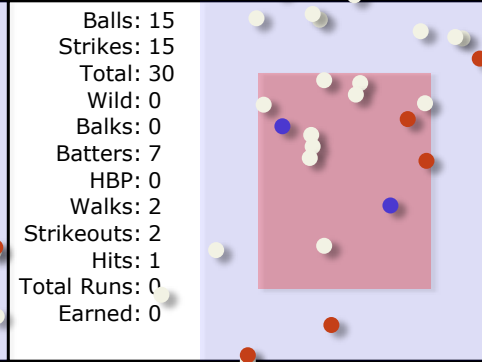 Balls: 15
Strikes: 15
Total: 30
Wild: 0
Balks: 0
Batters: 7
HBP: 0
Walks: 2
Strikeouts: 2
Hits: 1
Total Runs: 0
Earned: 0